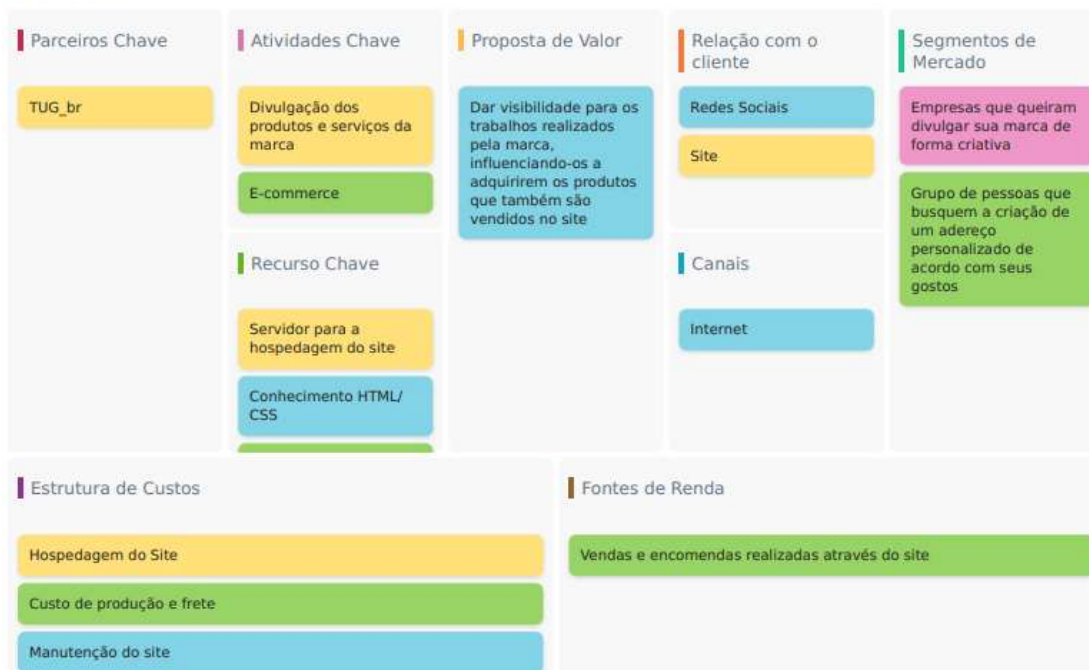 Parceiros Chave
TUG_br
Atividades Chave
Divulgação dos
produtos e serviços da
marca
E-commerce
Recurso Chave
Servidor para a
hospedagem do site
Conhecimento HTML/
CSS
Proposta de Valor
Dar visibilidade para os
trabalhos realizados
pela marca,
influenciando-os a
adquirirem os produtos
que também são
vendidos no site
Relação com o
cliente
Redes Sociais
Site
Canais
Internet
Segmentos de
Mercado
Empresas que queiram
divulgar sua marca de
forma criativa
Grupo de pessoas que
busquem a criação de
um adereço
personalizado de
acordo com seus
gostos
Estrutura de Custos
Hospedagem do Site
Custo de produção e frete
Manutenção do site
Fontes de Renda
Vendas e encomendas realizadas através do site